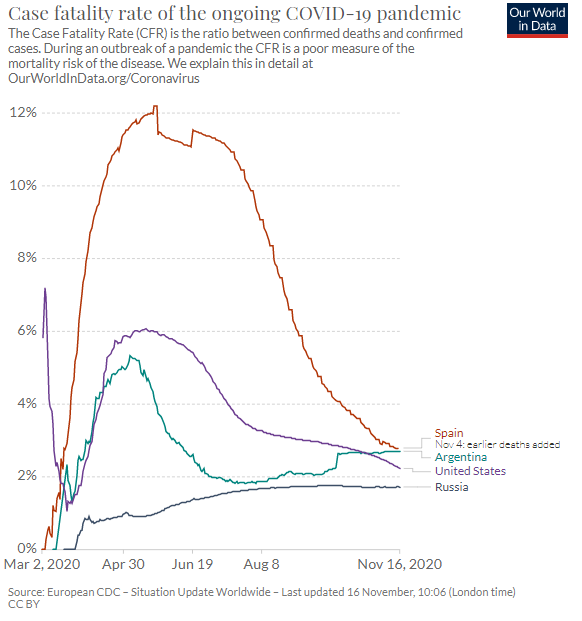 Case fatality rate of the ongoing COVID-19 pandemic
Our World
in Data
The Case Fatality Rate (CFR) is the ratio between confirmed deaths and confirmed
cases. During an outbreak of a pandemic the CFR is a poor measure of the
mortality risk of the disease. We explain this in detail at
OurWorldInData.org/Coronavirus
12%
10%
8%
6%
4%
2%
0%
Spain
Nov 4: earlier deaths added
Argentina
United States
Russia
Mar 2, 2020
Apr 30
Jun 19
Aug 8
Nov 16, 2020
Source: European CDC – Situation Update Worldwide – Last updated 16 November, 10:06 (London time)
CC BY